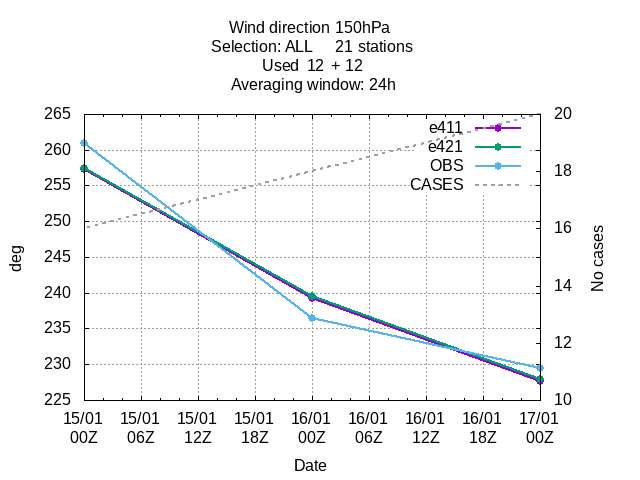 Wind direction 150hPa
Selection: ALL 21 stations
Used 12 + 12
Averaging window: 24h
265
260
255
250
245
240
235
230
225
deg
20
18
16
14
12
10
No cases
e411
e421
OBS
CASES
15/01 15/01 15/01 15/01 16/01 16/01 16/01 16/01 17/01
00Z 06Z 12Z 18Z 00Z 06Z 12Z 18Z 00Z
Date